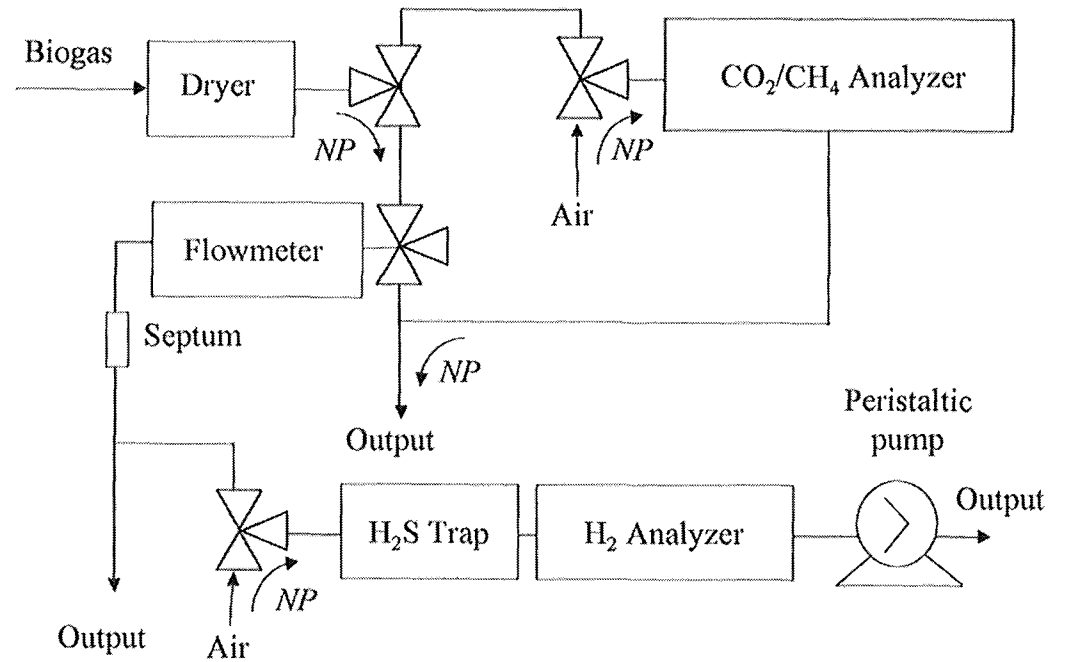 Biogas
Dryer
CO₂/CH₄ Analyzer
NP
NP
Air
Flowmeter
Septum
NP
Peristaltic
pump
Output
H₂S Trap
H₂ Analyzer
Output
NP
Output
Air